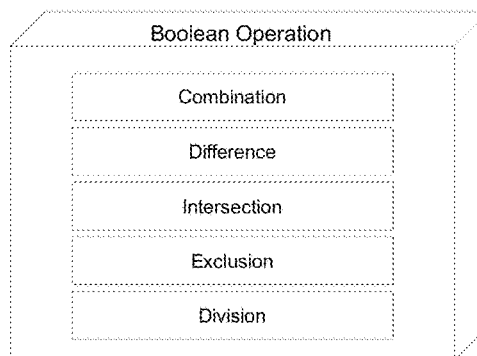 Boolean Operation
Combination
Difference
Intersection
Exclusion
Division